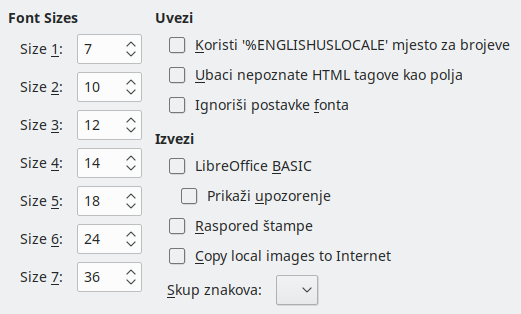 Font Sizes
Size 1: 7
Size 2: 10
Size 3: 12
Size 4: 14
Size 5: 18
Size 6: 24
Size 7: 36
Uvezi
Koristi '%ENGLISHUSLOCALE' mjesto za brojeve
Ubaci nepoznate HTML tagove kao polja
Ignoriši postavke fonta
Izvezi
LibreOffice BASIC
Prikaži upozorenje
Raspored štampe
Copy local images to Internet
Skup znakova: